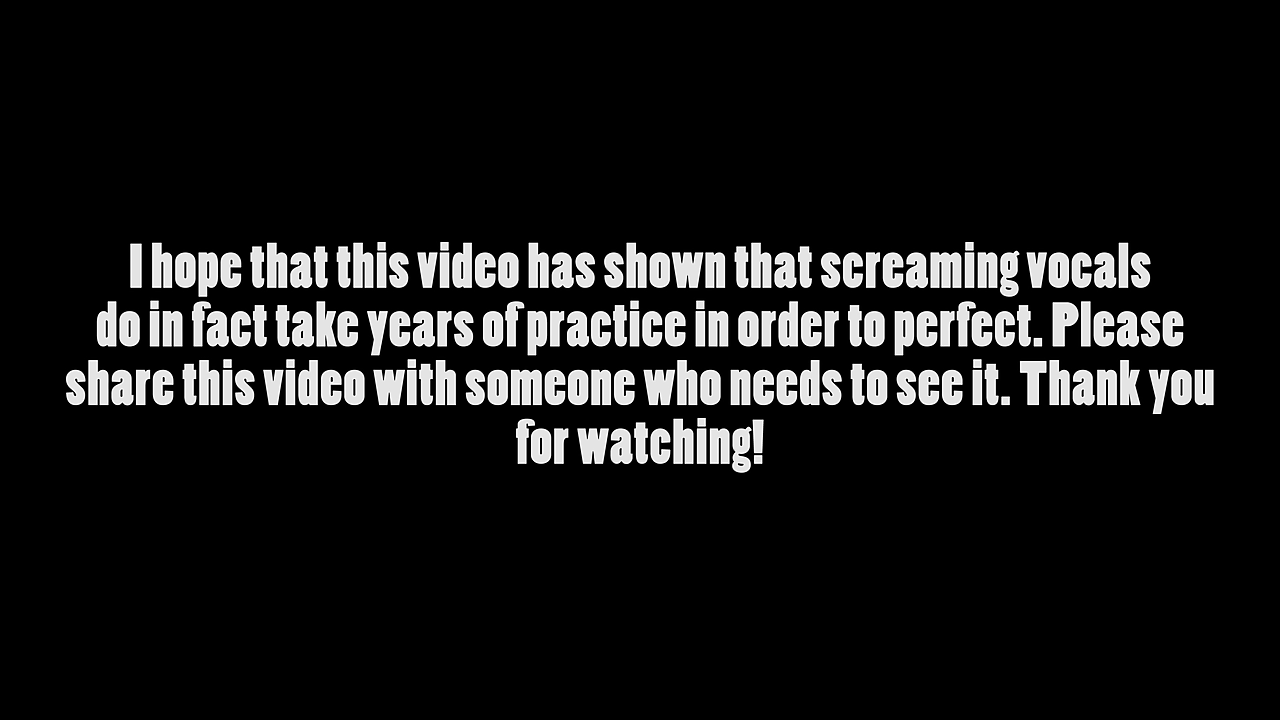 I hope that this video has shown that screaming vocals
do in fact take years of practice in order to perfect. Please
share this video with someone who needs to see it. Thank you
for watching!